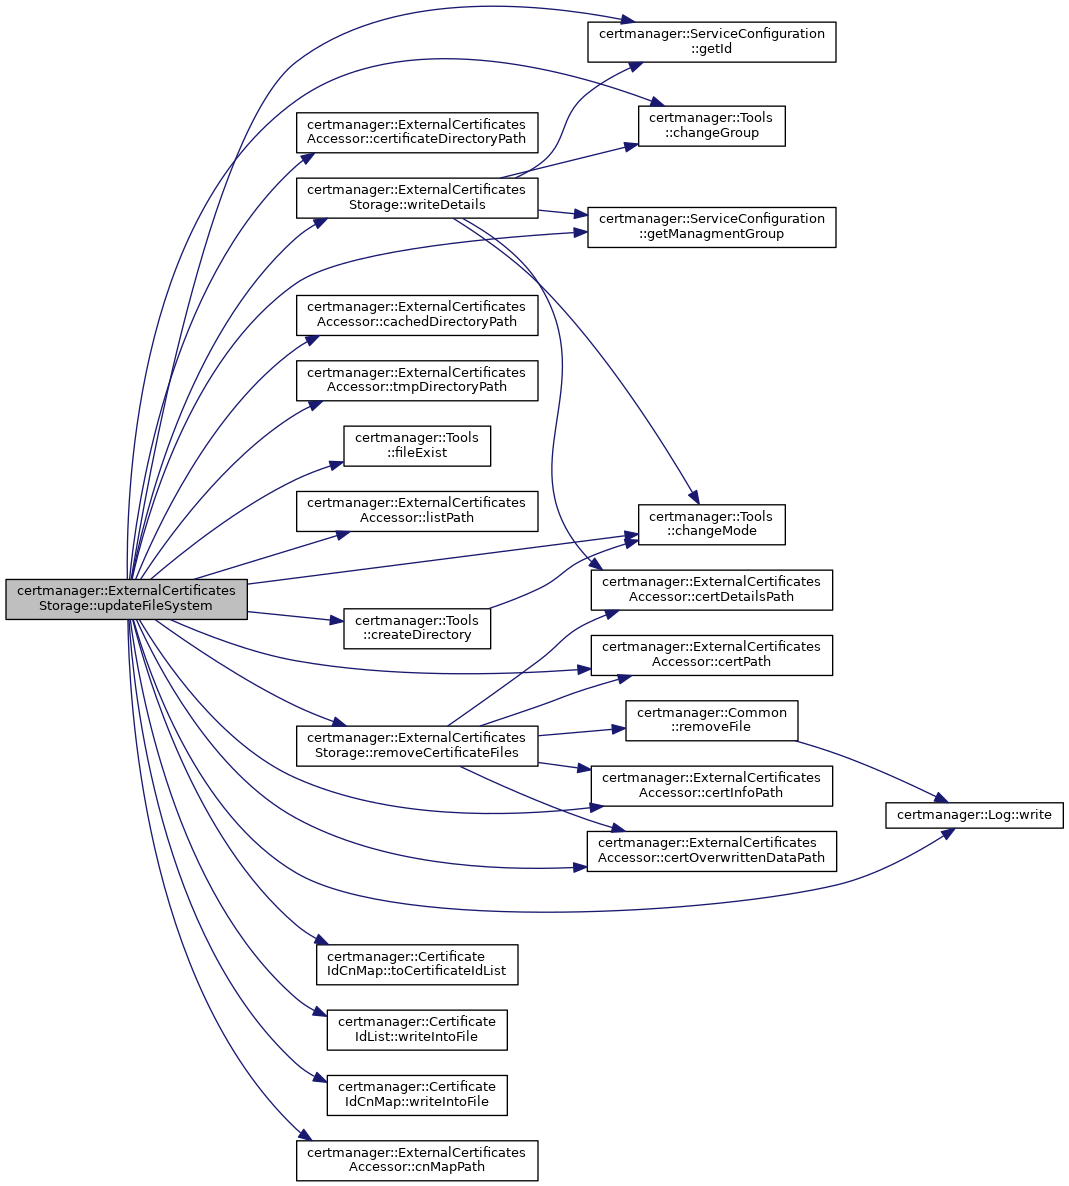 certmanager::ServiceConfiguration
::getId
certmanager::Tools
::changeGroup
certmanager::ExternalCertificates
Accessor::certificateDirectoryPath
certmanager::ExternalCertificates
Storage::writeDetails
certmanager::ServiceConfiguration
::getManagmentGroup
certmanager::ExternalCertificates
Accessor::cachedDirectoryPath
certmanager::ExternalCertificates
Accessor::tmpDirectoryPath
certmanager::Tools
::fileExist
certmanager::ExternalCertificates
Accessor::listPath
certmanager::Tools
::changeMode
certmanager::ExternalCertificates
Storage::updateFileSystem
certmanager::ExternalCertificates
Accessor::certDetailsPath
certmanager::Tools
::createDirectory
certmanager::ExternalCertificates
Accessor::certPath
certmanager::Common
::removeFile
certmanager::ExternalCertificates
Storage::removeCertificateFiles
certmanager::ExternalCertificates
Accessor::certInfoPath
certmanager::Log::write
certmanager::ExternalCertificates
Accessor::certOverwrittenDataPath
certmanager::Certificate
IdCnMap::toCertificateIdList
certmanager::Certificate
IdList::writeIntoFile
certmanager::Certificate
IdCnMap::writeIntoFile
certmanager::ExternalCertificates
Accessor::cnMapPath